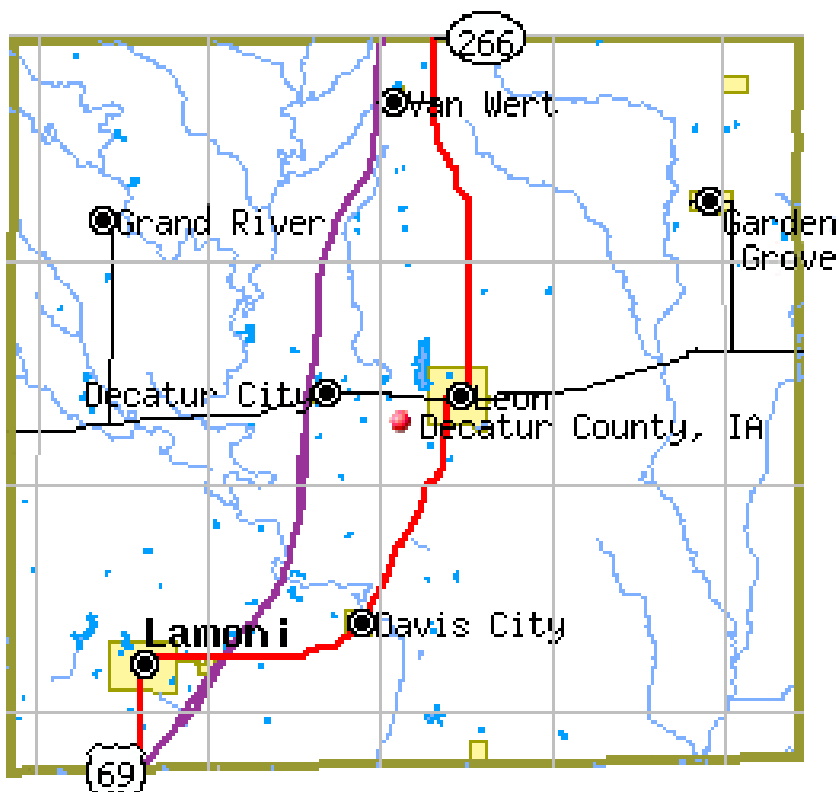 266
Van Wert
Grand River
Garden
Grove
Decatur City
Leon
Decatur County, IA
Lamoni
Davis City
69